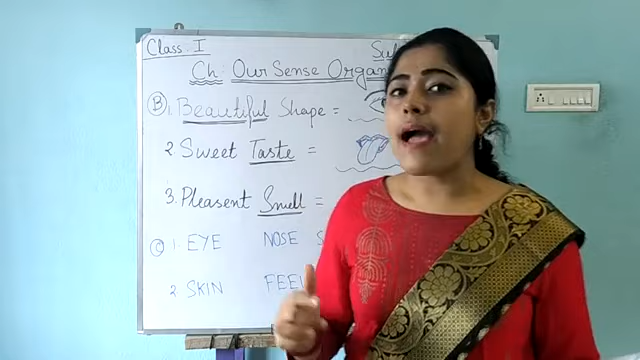 Class - I
Ch: Our Sense Organ
(B) 1. Beautiful Shape =
2. Sweet Taste =
3. Pleasent Smell =
(C) 1. EYE NOSE
2. SKIN